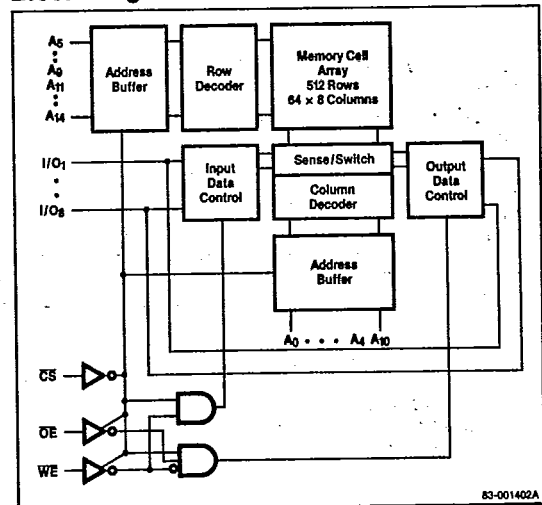 A5
A9
A11
A14
Address
Buffer
Row
Decoder
Memory Cell
Array
512 Rows
64 × 8 Columns
I/O1
I/O8
Input
Data
Control
Sense/Switch
Column
Decoder
Output
Data
Control
Address
Buffer
A0 • • • A4 A10
CS
OE
WE
83-001402A